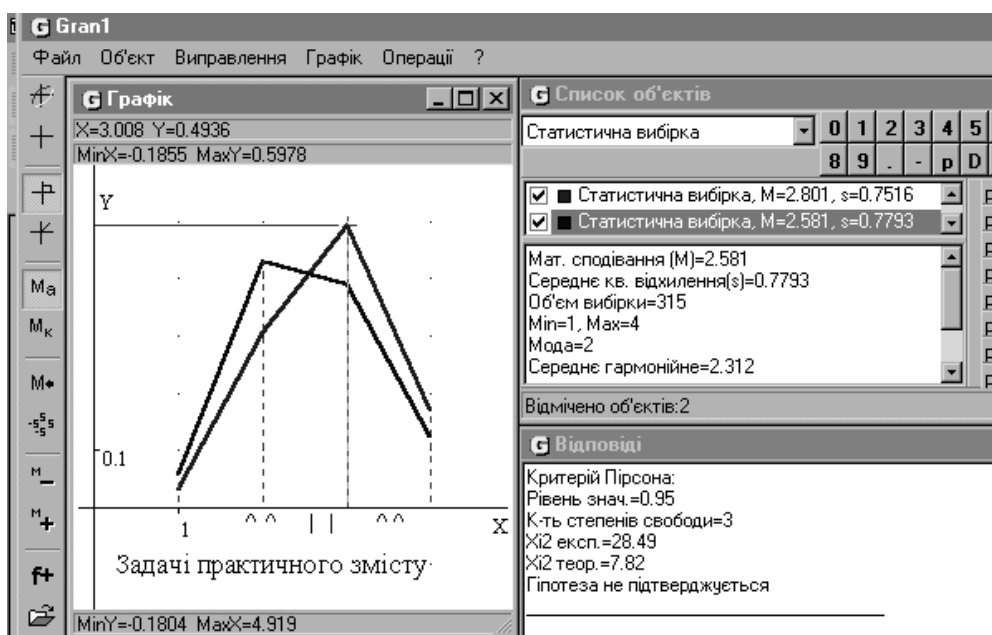 Gran1
Файл Об'єкт Виправлення Графік Операції ?
Графік
X=3.008 Y=0.4936
MinX=-0.1855 MaxY=0.5978
Y
0.1
1
X
Задачі практичного змісту
MinY=-0.1804 MaxX=4.919
Ma
Mк
M
-5 5 5 -5
M
M
f+
Список об'єктів
Статистична вибірка
0 1 2 3 4 5
8 9 . - p D
Статистична вибірка, M=2.801, s=0.7516
Статистична вибірка, M=2.581, s=0.7793
Мат. сподівання (M)=2.581
Середнє кв. відхилення(s)=0.7793
Об'єм вибірки=315
Min=1, Max=4
Мода=2
Середнє гармонійне=2.312
Відмічено об'єктів:2
Відповіді
Критерій Пірсона:
Рівень знач.=0.95
К-ть степенів свободи=3
Xi2 експ.=28.49
Xi2 теор.=7.82
Гіпотеза не підтверджується